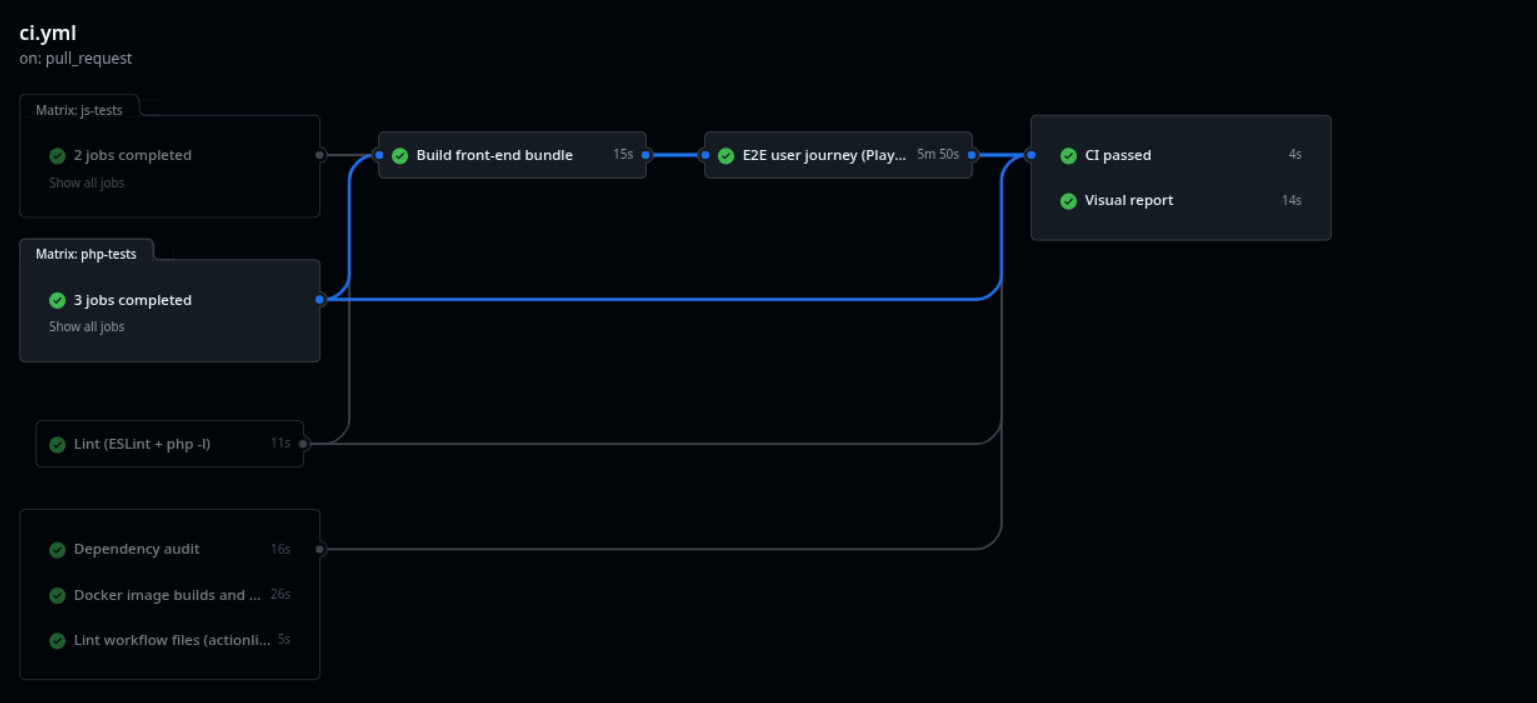 ci.yml
on: pull_request
Matrix: js-tests
2 jobs completed
Show all jobs
Build front-end bundle 15s
E2E user journey (Play... 5m 50s
CI passed 4s
Visual report 14s
Matrix: php-tests
3 jobs completed
Show all jobs
Lint (ESLint + php -l) 11s
Dependency audit 16s
Docker image builds and ... 26s
Lint workflow files (actionli... 5s